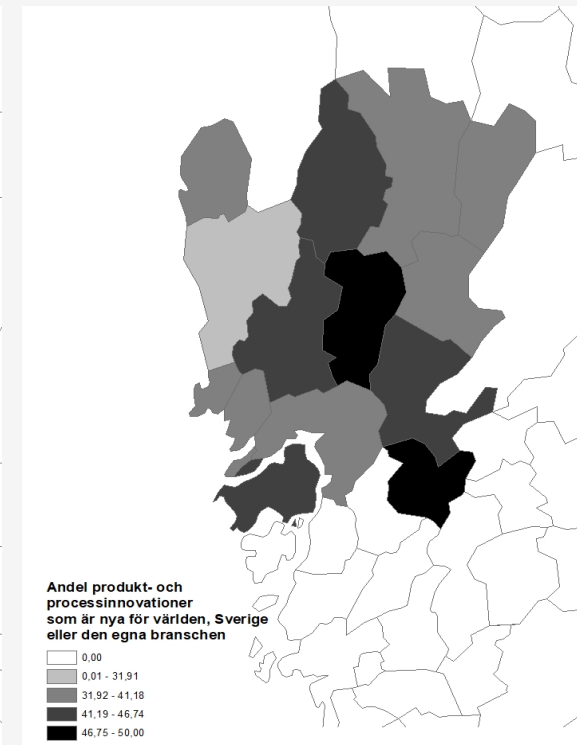 Andel produkt- och
processinnovationer
som är nya för världen, Sverige
eller den egna branschen
0,00
0,01 - 31,91
31,92 - 41,18
41,19 - 46,74
46,75 - 50,00